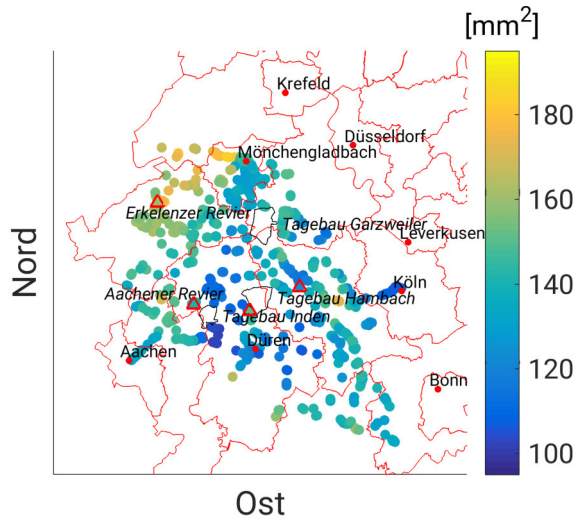 [mm²]
Krefeld
180
Düsseldorf
Mönchengladbach
160
Erkelenzer Revier
Tagebau Garzweiler
Leverkusen
140
Nord
Aachener Revier
Tagebau Hambach
Köln
Tagebau Inden
120
Aachen
Düren
Bonn
100
Ost